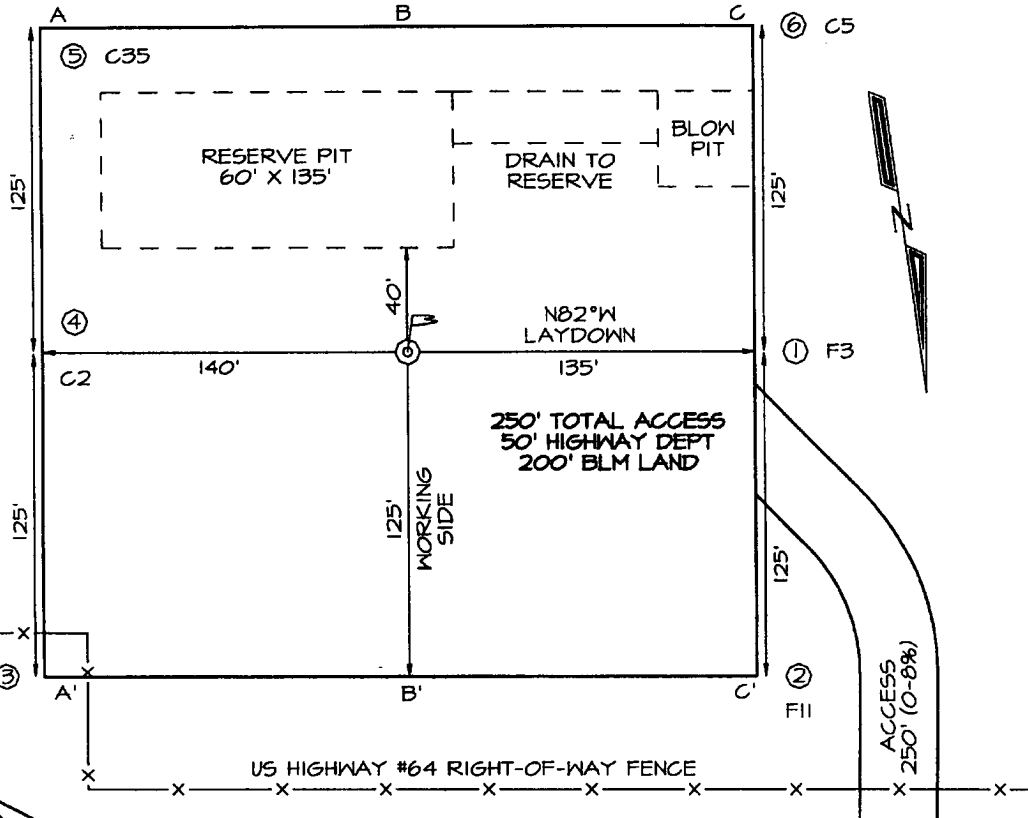 A B C
⑥ C5
⑤ C35
RESERVE PIT
60' X 135'
DRAIN TO
RESERVE
BLOW
PIT
125'
125'
N
40'
N82°W
LAYDOWN
④
C2
140'
135'
① F3
250' TOTAL ACCESS
50' HIGHWAY DEPT
200' BLM LAND
125'
125'
WORKING
SIDE
125'
③
A' B' C'
②
F11
ACCESS
250' (0-8%)
US HIGHWAY #64 RIGHT-OF-WAY FENCE